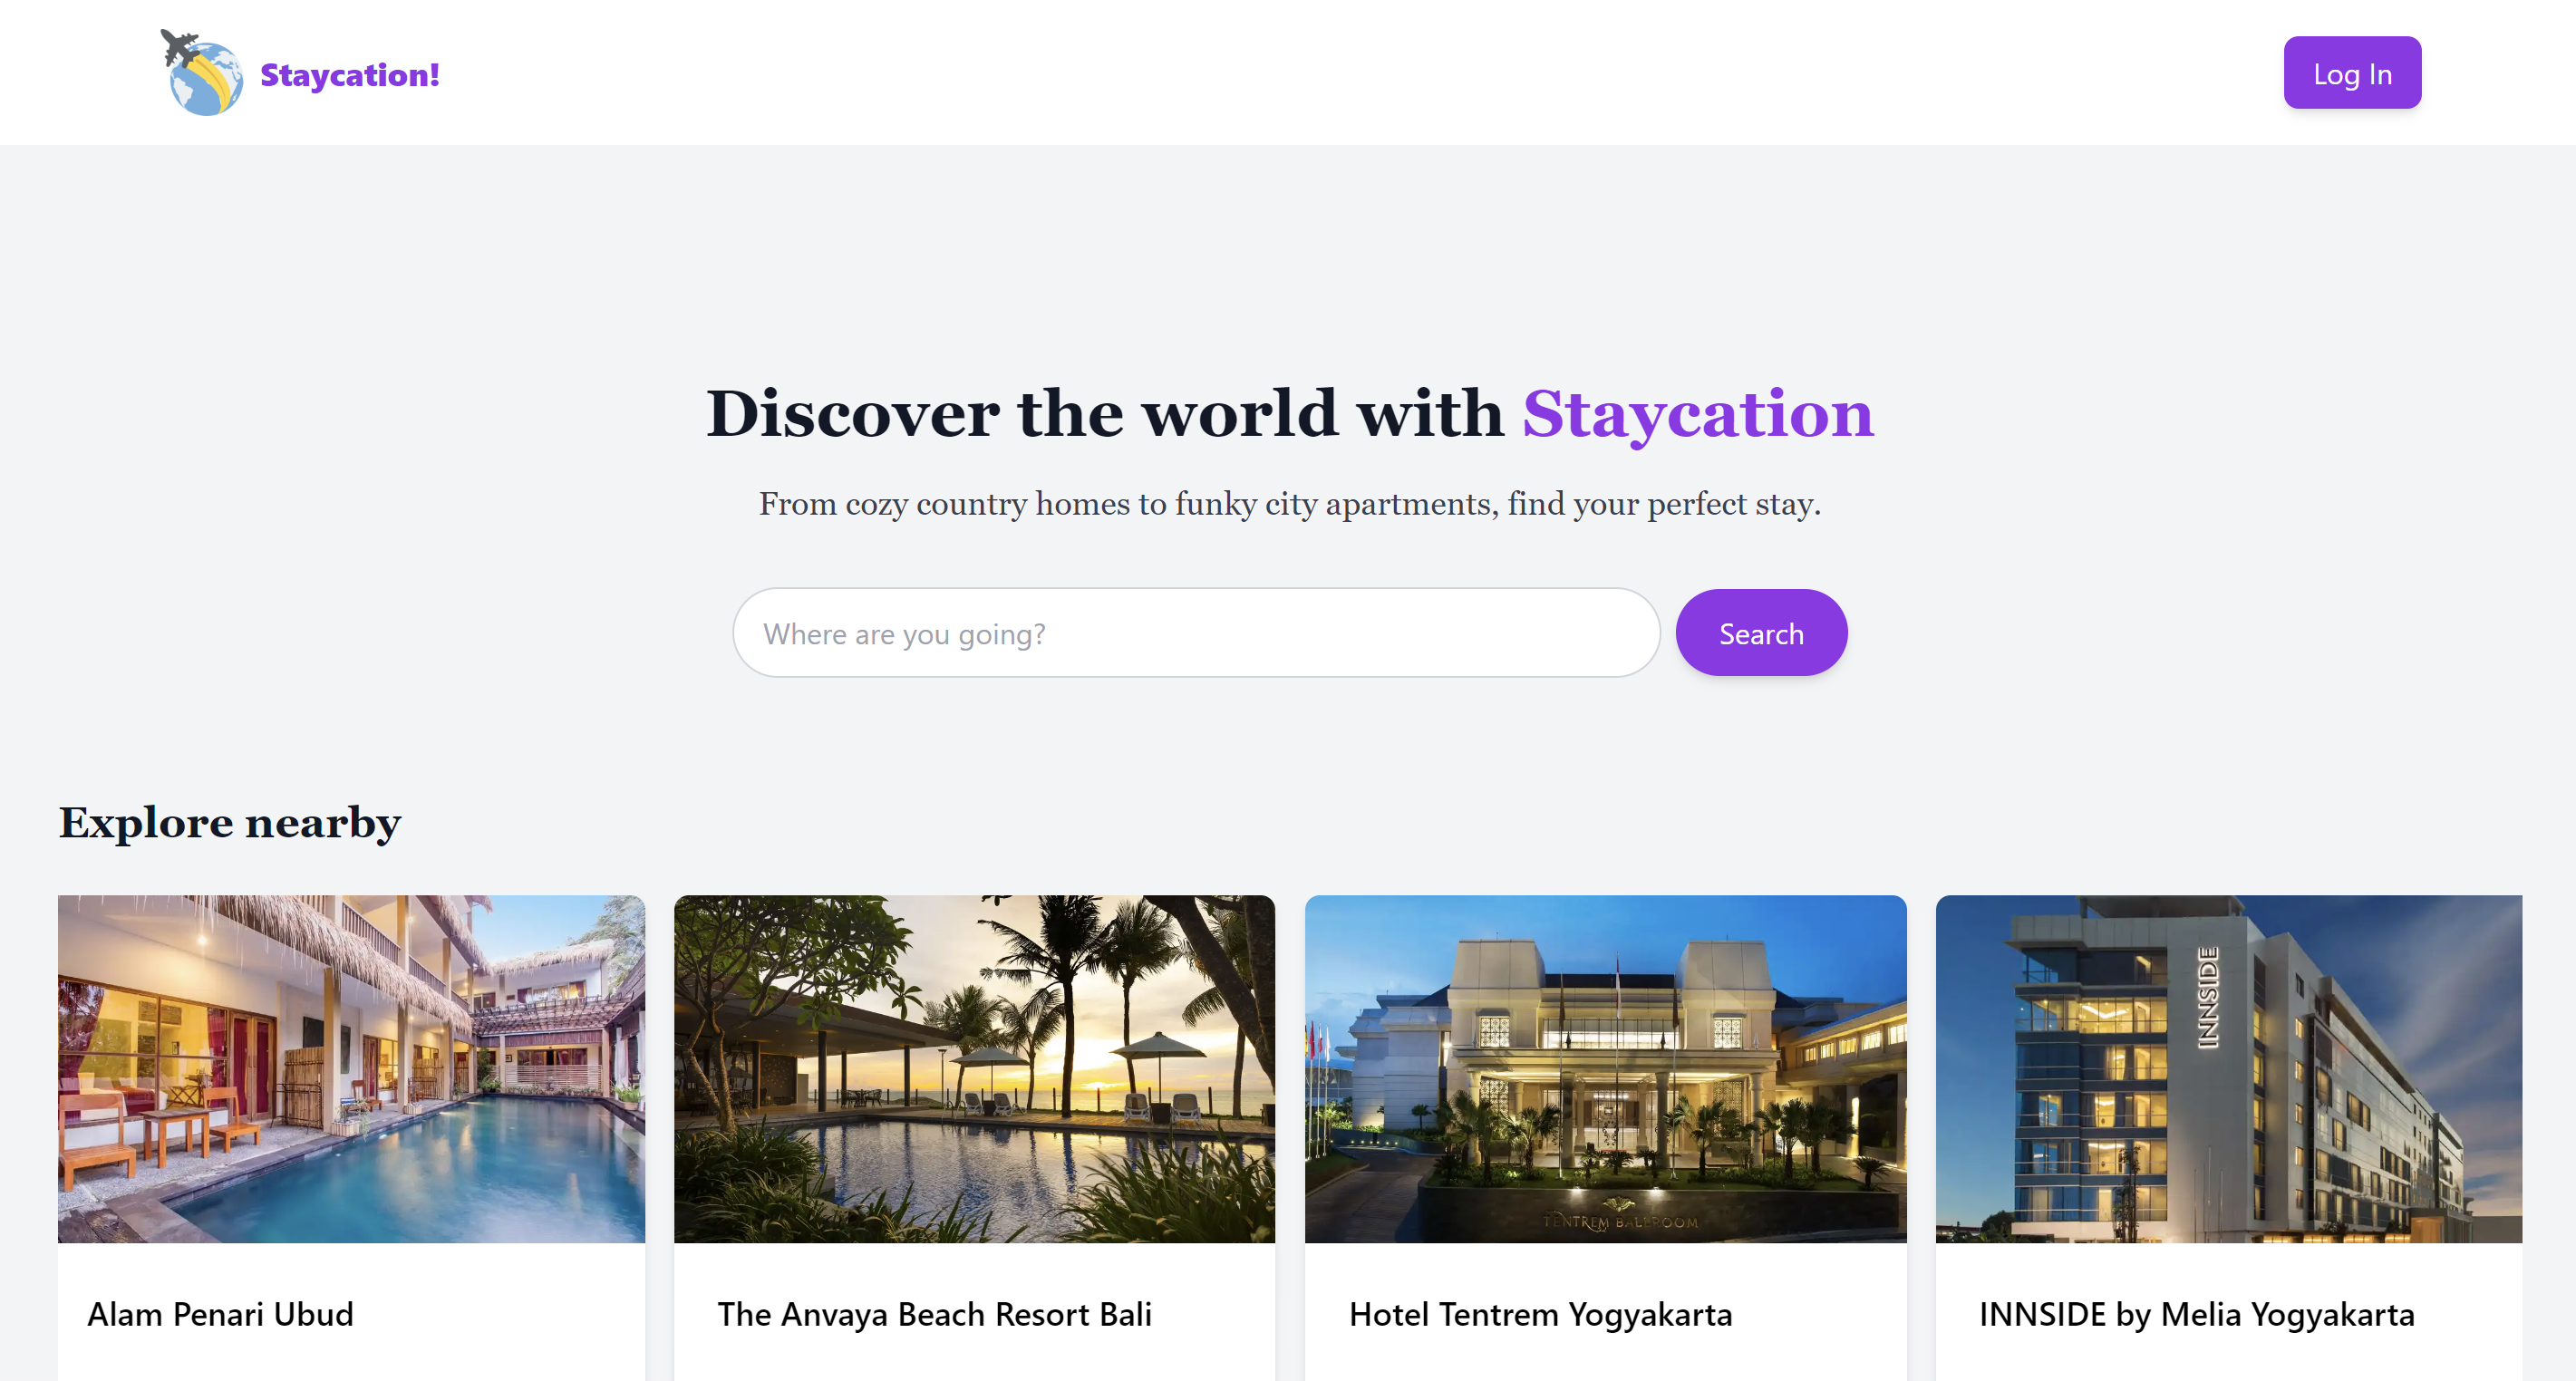 Staycation!
Log In
Discover the world with Staycation
From cozy country homes to funky city apartments, find your perfect stay.
Where are you going?
Search
Explore nearby
INNSIDE
TENTREM BALLROOM
Alam Penari Ubud
The Anvaya Beach Resort Bali
Hotel Tentrem Yogyakarta
INNSIDE by Melia Yogyakarta